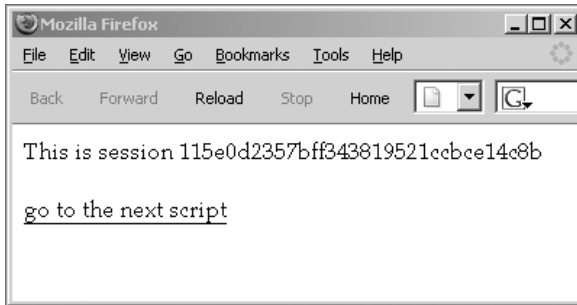 Mozilla Firefox
File Edit View Go Bookmarks Tools Help
Back Forward Reload Stop Home G
This is session 115e0d2357bff343819521ccbce14c8b
go to the next script